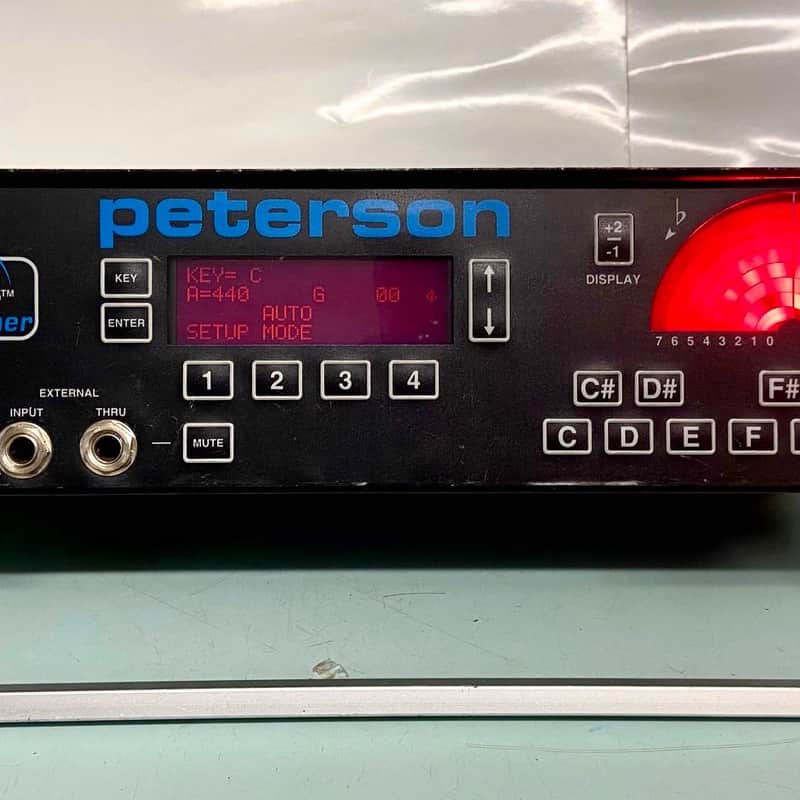 peterson
TM
KEY
ENTER
KEY= C
A=440 G 00
AUTO
SETUP MODE
+2
-1
DISPLAY
♭
7 6 5 4 3 2 1 0
1 2 3 4
EXTERNAL
INPUT THRU
MUTE
C# D# F#
C D E F